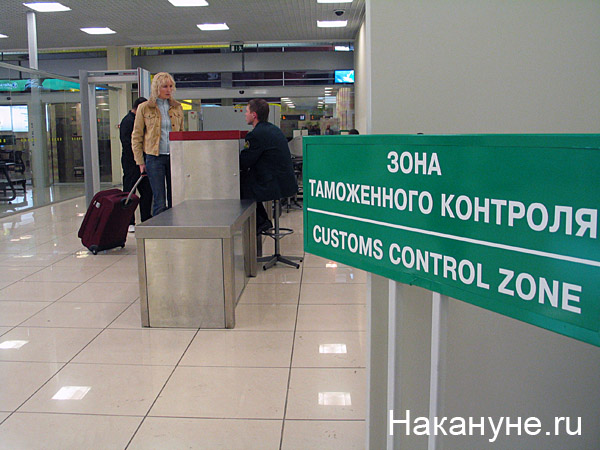 ЗОНА
ТАМОЖЕННОГО КОНТРОЛЯ
CUSTOMS CONTROL ZONE
Накануне.ru